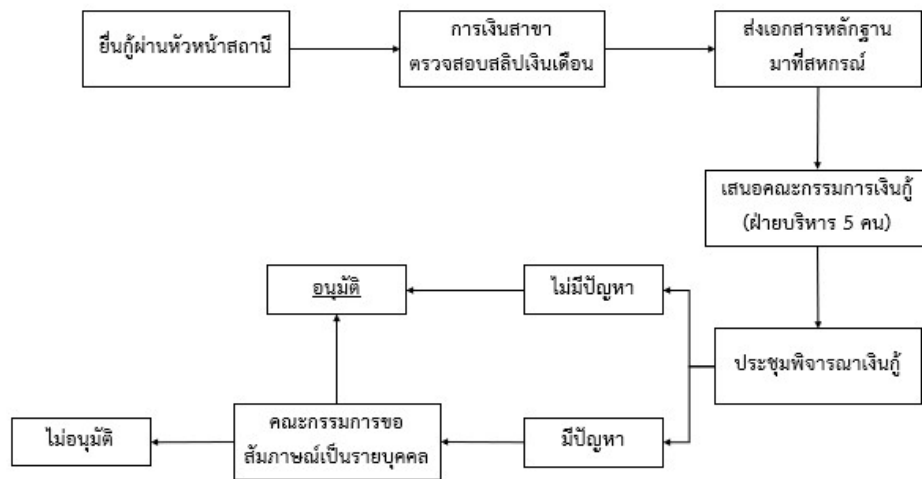 ยื่นกู้ผ่านหัวหน้าสถานี
การเงินสาขา
ตรวจสอบสลิปเงินเดือน
ส่งเอกสารหลักฐาน
มาที่สหกรณ์
เสนอคณะกรรมการเงินกู้
(ฝ่ายบริหาร 5 คน)
ประชุมพิจารณาเงินกู้
ไม่มีปัญหา
อนุมัติ
มีปัญหา
คณะกรรมการขอ
สัมภาษณ์เป็นรายบุคคล
ไม่อนุมัติ